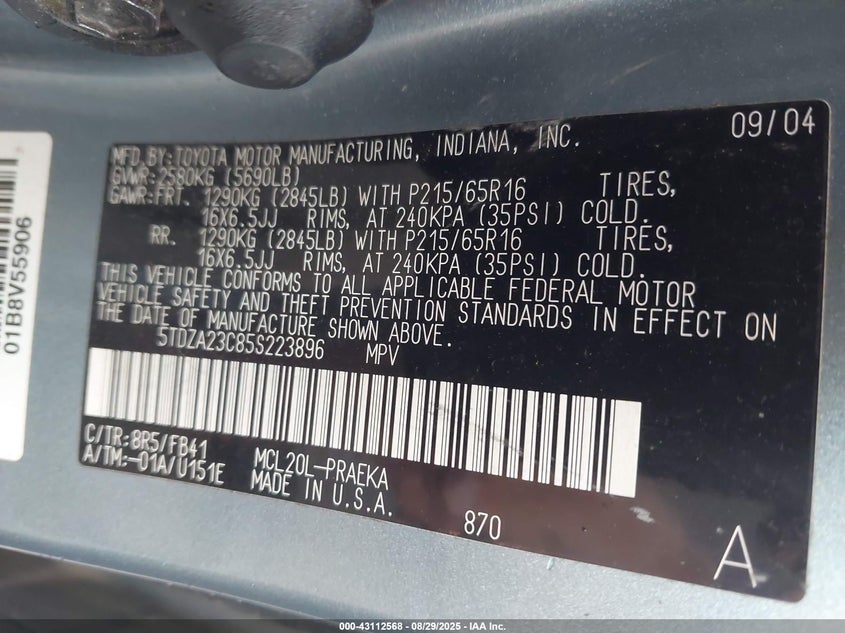 09/04
MFD.BY:TOYOTA MOTOR MANUFACTURING, INDIANA, INC.
GVWR:2580KG (5690LB)
GAWR:FRT. 1290KG (2845LB) WITH P215/65R16 TIRES,
16X6.5JJ RIMS, AT 240KPA (35PSI) COLD.
RR. 1290KG (2845LB) WITH P215/65R16 TIRES,
16X6.5JJ RIMS, AT 240KPA (35PSI) COLD.
THIS VEHICLE CONFORMS TO ALL APPLICABLE FEDERAL MOTOR
VEHICLE SAFETY AND THEFT PREVENTION STANDARDS IN EFFECT ON
THE DATE OF MANUFACTURE SHOWN ABOVE.
5TDZA23C85S223896 MPV
C/TR:8R5/FB41
A/TM:-01A/U151E
MCL20L-PRAEKA
MADE IN U.S.A.
870
A
01B8V55906
000-43112568 - 08/29/2025 - IAA Inc.